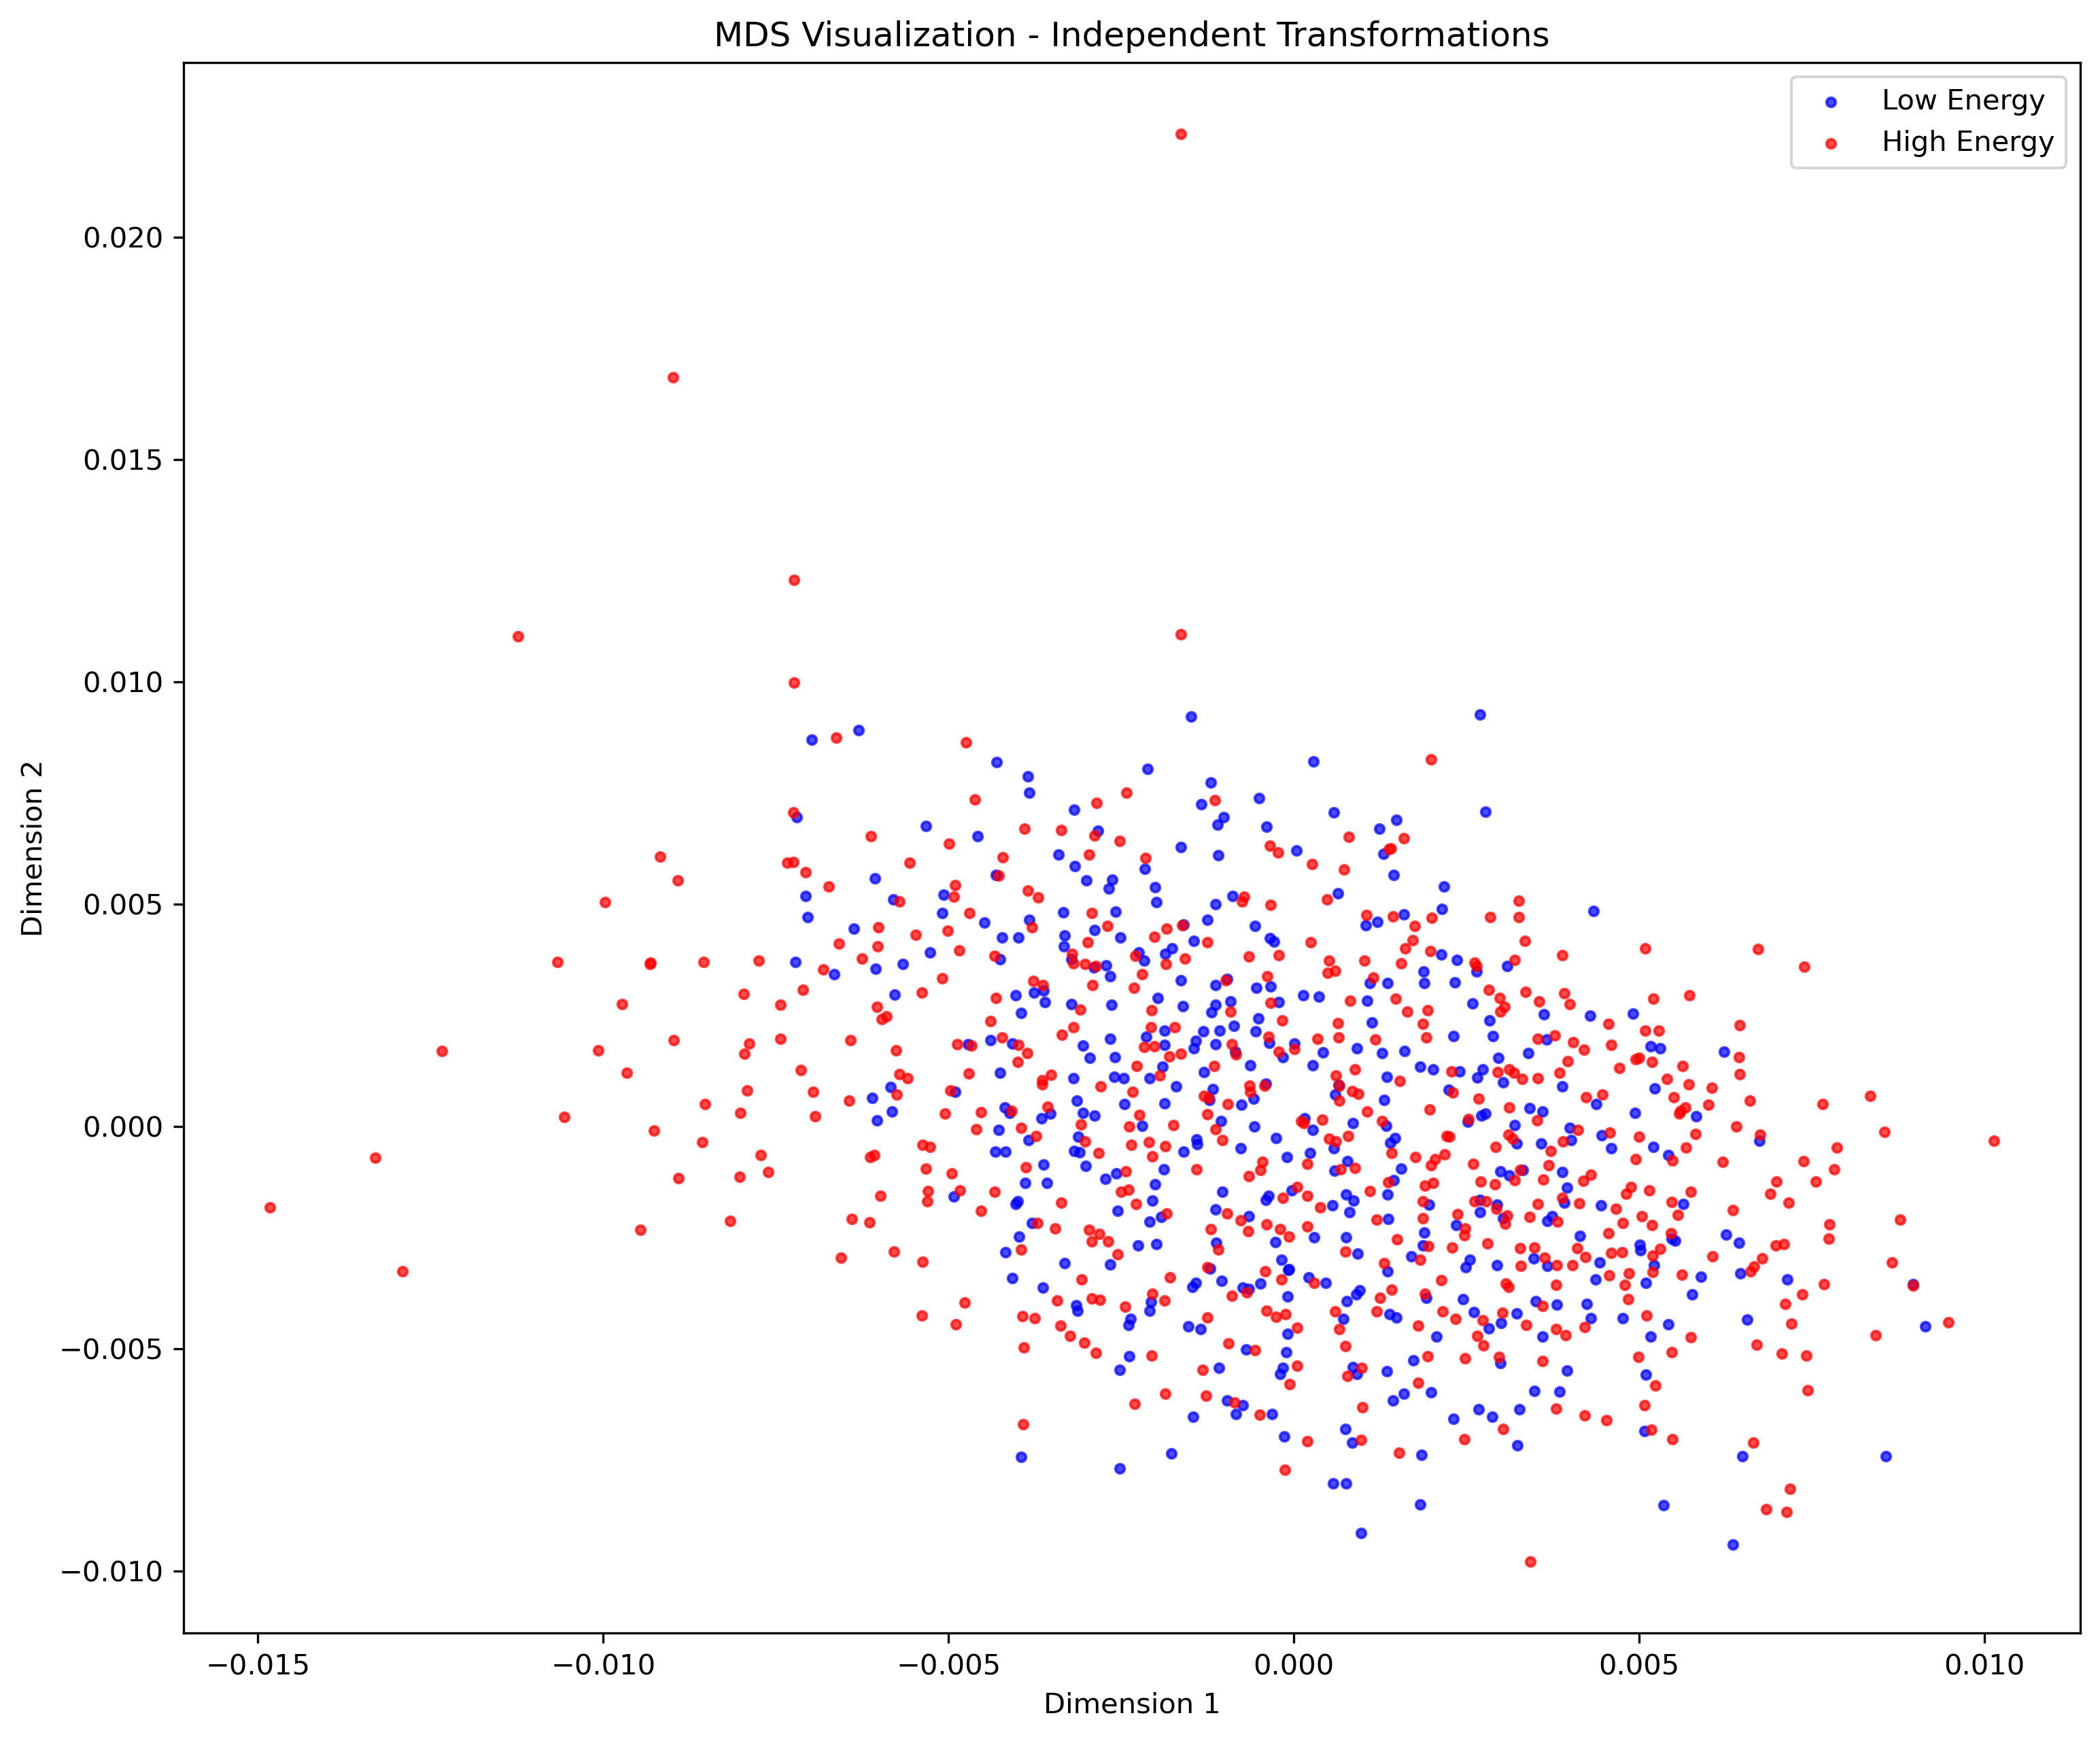 MDS Visualization - Independent Transformations
Low Energy
High Energy
0.020
0.015
0.010
0.005
0.000
−0.005
−0.010
Dimension 2
−0.015
−0.010
−0.005
0.000
0.005
0.010
Dimension 1